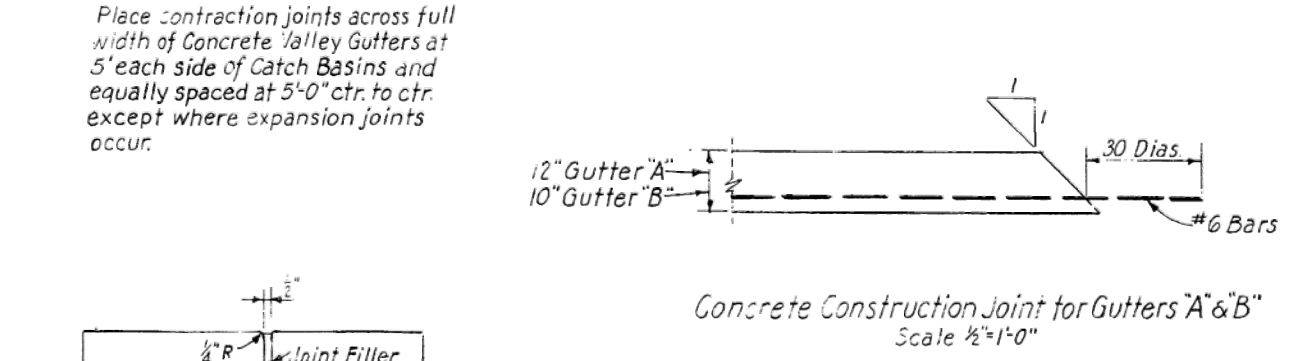 Place contraction joints across full
width of Concrete Valley Gutters at
5' each side of Catch Basins and
equally spaced at 5'-0" ctr. to ctr.
except where expansion joints
occur.
1
1
30 Dias.
12" Gutter "A"
10" Gutter "B"
#6 Bars
Concrete Construction Joint for Gutters "A" & "B"
Scale ½"=1'-0"
½"
¼"R
Joint Filler